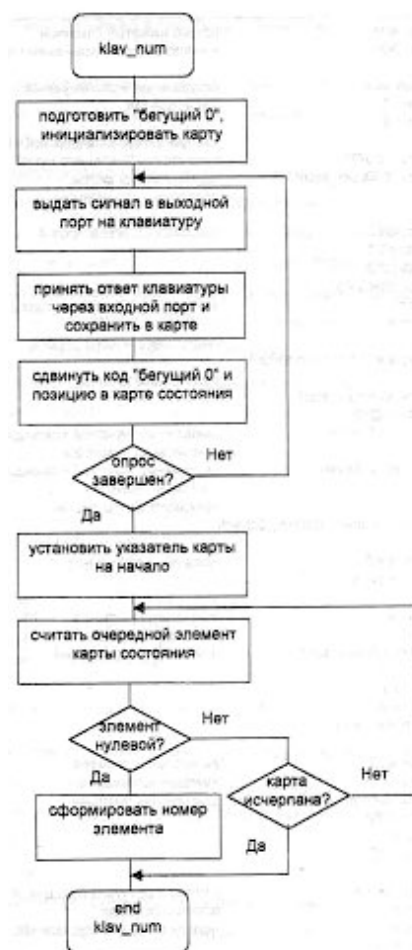 klav_num
подготовить "бегущий 0",
инициализировать карту
выдать сигнал в выходной
порт на клавиатуру
принять ответ клавиатуры
через входной порт и
сохранить в карте
сдвинуть код "бегущий 0" и
позицию в карте состояния
опрос
завершен?
Нет
Да
установить указатель карты
на начало
считать очередной элемент
карты состояния
элемент
нулевой?
Нет
Да
карта
исчерпана?
Нет
сформировать номер
элемента
Да
end
klav_num